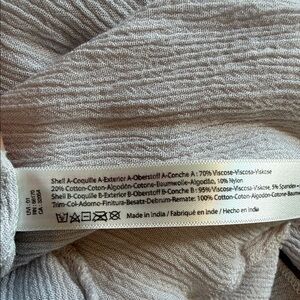 Shell A-Coquille A-Exterior A-Oberstoff A-Conche A : 70% Viscose-Viscosa-Viskose
20% Cotton-Coton-Algodón-Cotone-Baumwolle-Algodão, 10% Nylon
Shell B-Coquille B-Exterior B-Oberstoff B-Conche B : 95% Viscose-Viscosa-Viskose, 5% Spandex
Trim-Col-Adorno-Finitura-Besatz-Debrum-Remate: 100% Cotton-Coton-Algodón-Cotone-Baum
Made in India / Fabriqué en Inde / Hecho en India